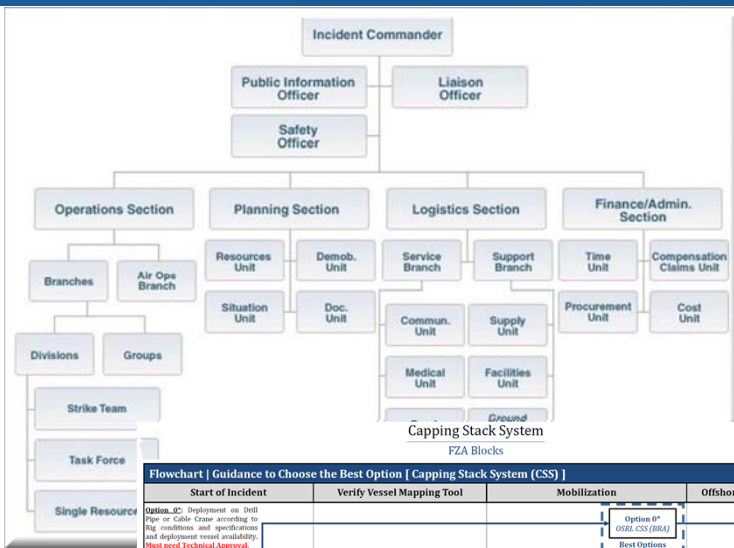 Incident Commander
Public Information
Officer
Liaison
Officer
Safety
Officer
Operations Section
Planning Section
Logistics Section
Finance/Admin.
Section
Branches
Air Ops
Branch
Resources
Unit
Demob.
Unit
Service
Branch
Support
Branch
Time
Unit
Compensation
Claims Unit
Situation
Unit
Doc.
Unit
Commun.
Unit
Supply
Unit
Procurement
Unit
Cost
Unit
Divisions
Groups
Medical
Unit
Facilities
Unit
Strike Team
Ground
Task Force
Single Resource
Capping Stack System
FZA Blocks
Flowchart | Guidance to Choose the Best Option [ Capping Stack System (CSS) ]
Start of Incident
Verify Vessel Mapping Tool
Mobilization
Offshor
Option 0*: Deployment on Drill
Pipe or Cable Crane according to
Rig conditions and specifications
and deployment vessel availability.
Must need Technical Approval.
Option 0*
OSRL CSS (BRA)
Best Options